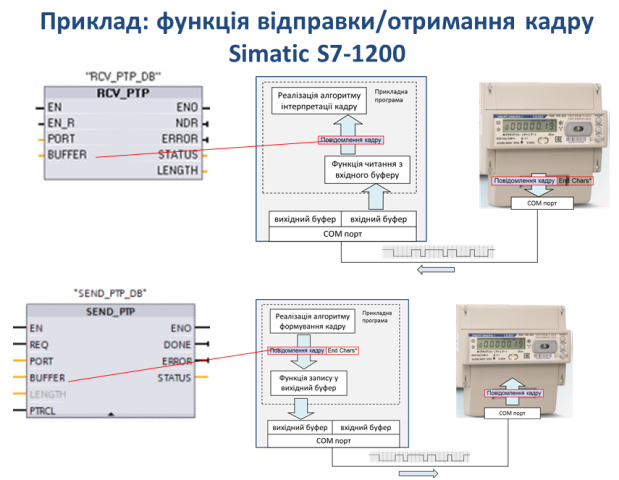 Приклад: функція відправки/отримання кадру
Simatic S7-1200
"RCV_PTP_DB"
RCV_PTP
EN ENO
EN_R NDR
PORT ERROR
BUFFER STATUS
LENGTH
Реалізація алгоритму
інтерпретації кадру
Прикладна
програма
Повідомлення кадру
Функція читання з
вхідного буферу
вихідний буфер вхідний буфер
COM порт
00000019
Повідомлення кадру End Chars*
COM порт
"SEND_PTP_DB"
SEND_PTP
EN ENO
REQ DONE
PORT ERROR
BUFFER STATUS
LENGTH
PTRCL
Реалізація алгоритму
формування кадру
Прикладна
програма
Повідомлення кадру End Chars*
Функція запису у
вихідний буфер
вихідний буфер вхідний буфер
COM порт
00000019
Повідомлення кадру
COM порт